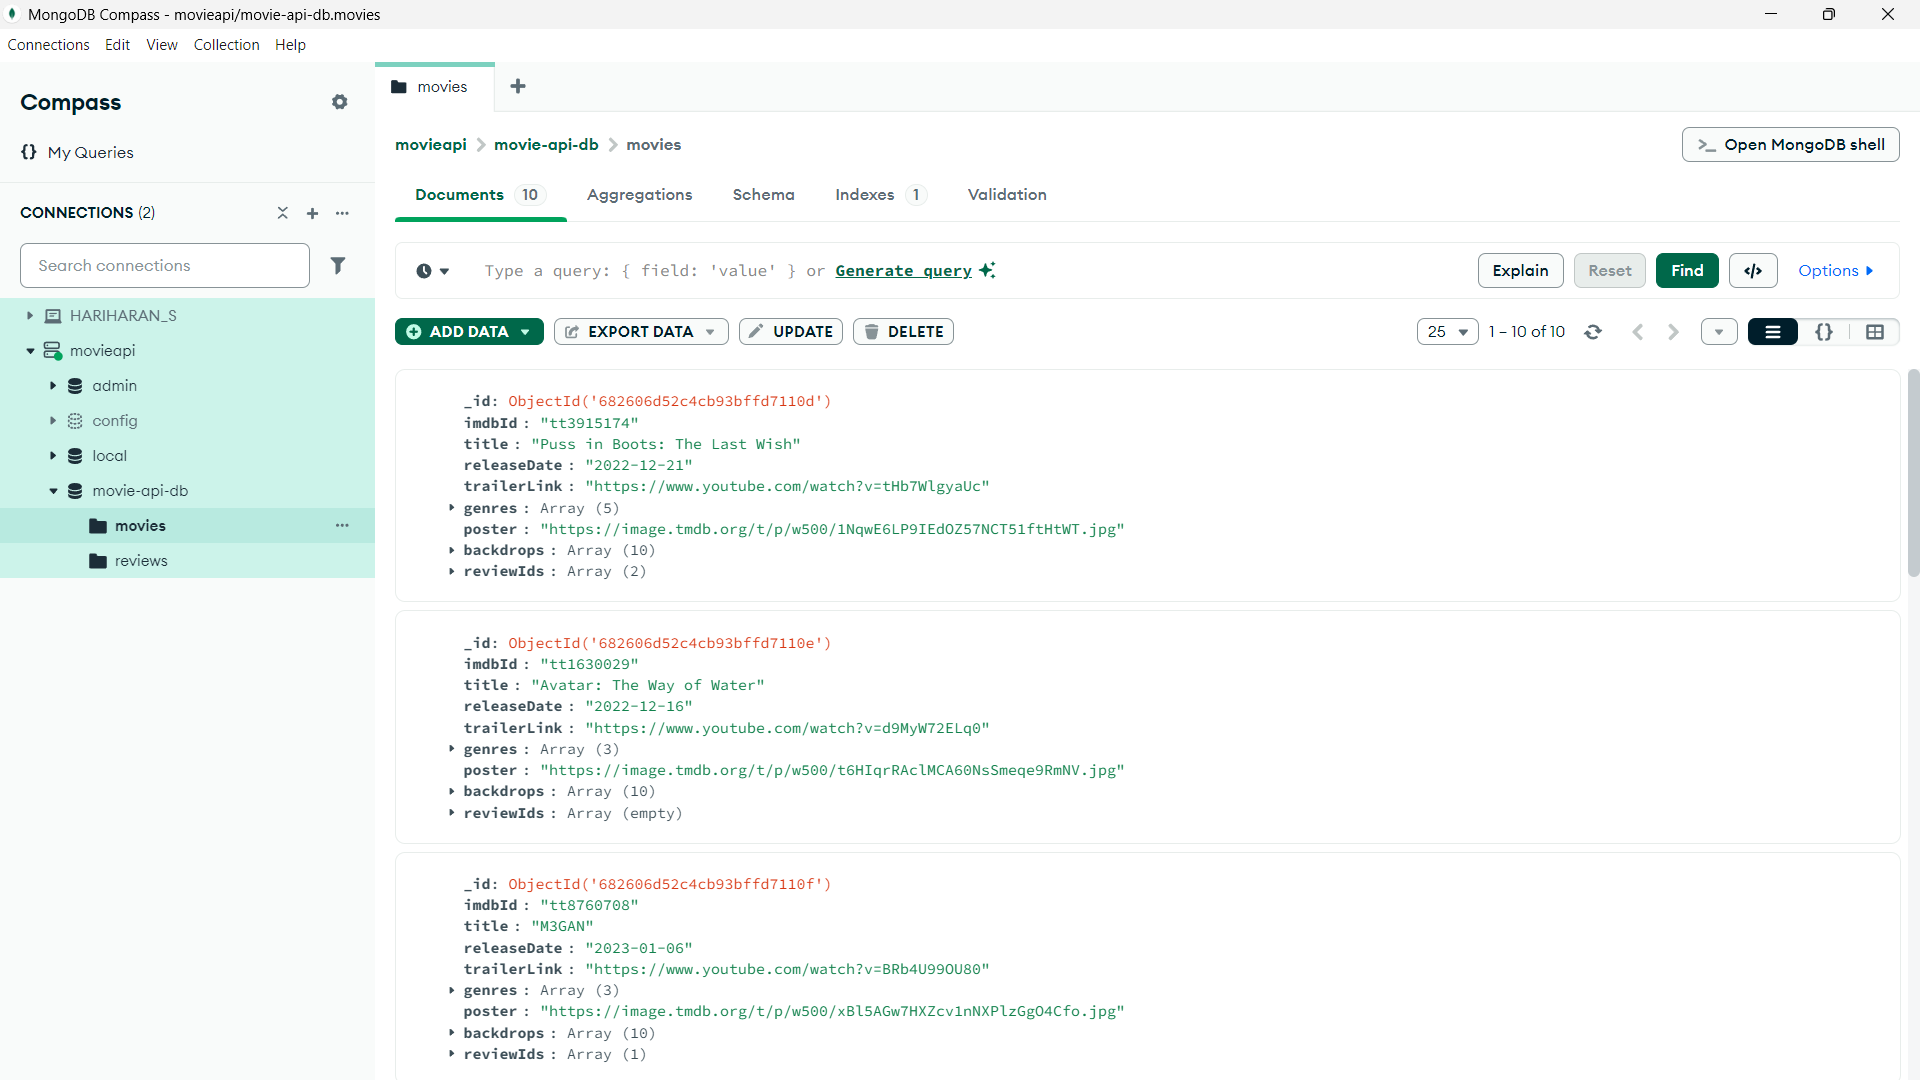 MongoDB Compass - movieapi/movie-api-db.movies
Connections Edit View Collection Help
Compass
{} My Queries
CONNECTIONS (2)
Search connections
HARIHARAN_S
movieapi
admin
config
local
movie-api-db
movies
reviews
movies
movieapi > movie-api-db > movies
>_ Open MongoDB shell
Documents 10 Aggregations Schema Indexes 1 Validation
Type a query: { field: 'value' } or Generate query
Explain Reset Find </> Options
ADD DATA EXPORT DATA UPDATE DELETE
25 1 – 10 of 10 {}
_id: ObjectId('682606d52c4cb93bffd7110d')
imdbId : "tt3915174"
title : "Puss in Boots: The Last Wish"
releaseDate : "2022-12-21"
trailerLink : "https://www.youtube.com/watch?v=tHb7WlgyaUc"
genres : Array (5)
poster : "https://image.tmdb.org/t/p/w500/1NqwE6LP9IEdOZ57NCT51ftHtWT.jpg"
backdrops : Array (10)
reviewIds : Array (2)
_id: ObjectId('682606d52c4cb93bffd7110e')
imdbId : "tt1630029"
title : "Avatar: The Way of Water"
releaseDate : "2022-12-16"
trailerLink : "https://www.youtube.com/watch?v=d9MyW72ELq0"
genres : Array (3)
poster : "https://image.tmdb.org/t/p/w500/t6HIqrRAclMCA60NsSmeqe9RmNV.jpg"
backdrops : Array (10)
reviewIds : Array (empty)
_id: ObjectId('682606d52c4cb93bffd7110f')
imdbId : "tt8760708"
title : "M3GAN"
releaseDate : "2023-01-06"
trailerLink : "https://www.youtube.com/watch?v=BRb4U99OU80"
genres : Array (3)
poster : "https://image.tmdb.org/t/p/w500/xBl5AGw7HXZcv1nNXPlzGgO4Cfo.jpg"
backdrops : Array (10)
reviewIds : Array (1)